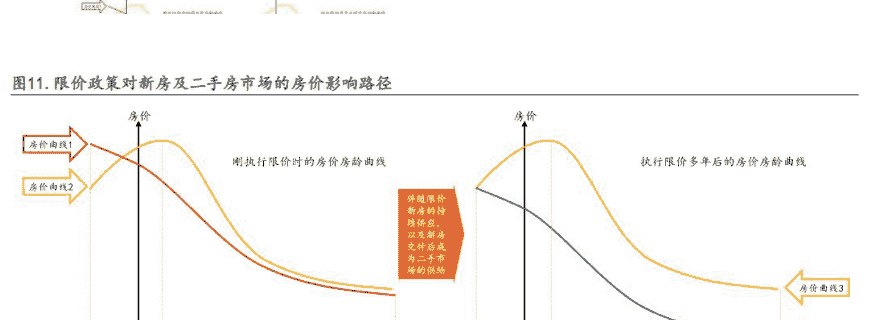 图11.限价政策对新房及二手房市场的房价影响路径
房价
房价
房价曲线1
房价曲线2
刚执行限价时的房价房龄曲线
执行限价多年后的房价房龄曲线
伴随限价
新房的持
续供应，
以及新房
交付后成
为二手市
场的供给
房价曲线3